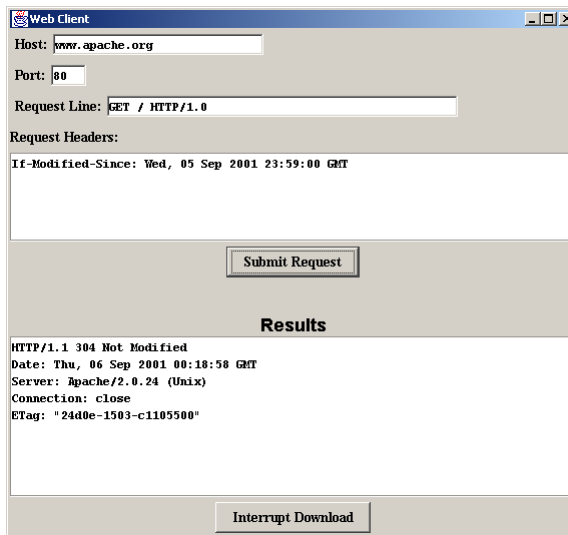 Web Client
Host: www.apache.org
Port: 80
Request Line: GET / HTTP/1.0
Request Headers:
If-Modified-Since: Wed, 05 Sep 2001 23:59:00 GMT
Submit Request
Results
HTTP/1.1 304 Not Modified
Date: Thu, 06 Sep 2001 00:18:58 GMT
Server: Apache/2.0.24 (Unix)
Connection: close
ETag: "24d0e-1503-c1105500"
Interrupt Download